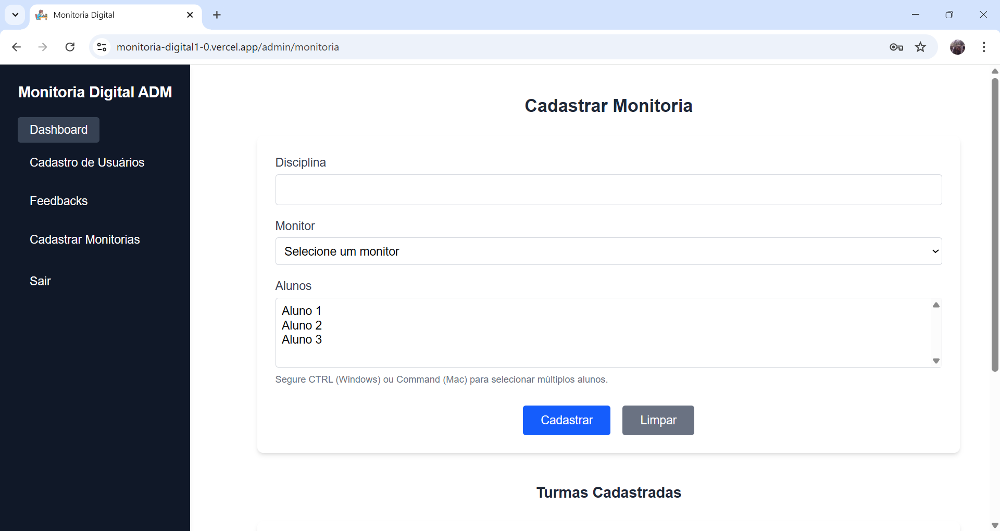 Monitoria Digital
monitoria-digital1-0.vercel.app/admin/monitoria
Monitoria Digital ADM
Dashboard
Cadastro de Usuários
Feedbacks
Cadastrar Monitorias
Sair
Cadastrar Monitoria
Disciplina
Monitor
Selecione um monitor
Alunos
Aluno 1
Aluno 2
Aluno 3
Segure CTRL (Windows) ou Command (Mac) para selecionar múltiplos alunos.
Cadastrar
Limpar
Turmas Cadastradas